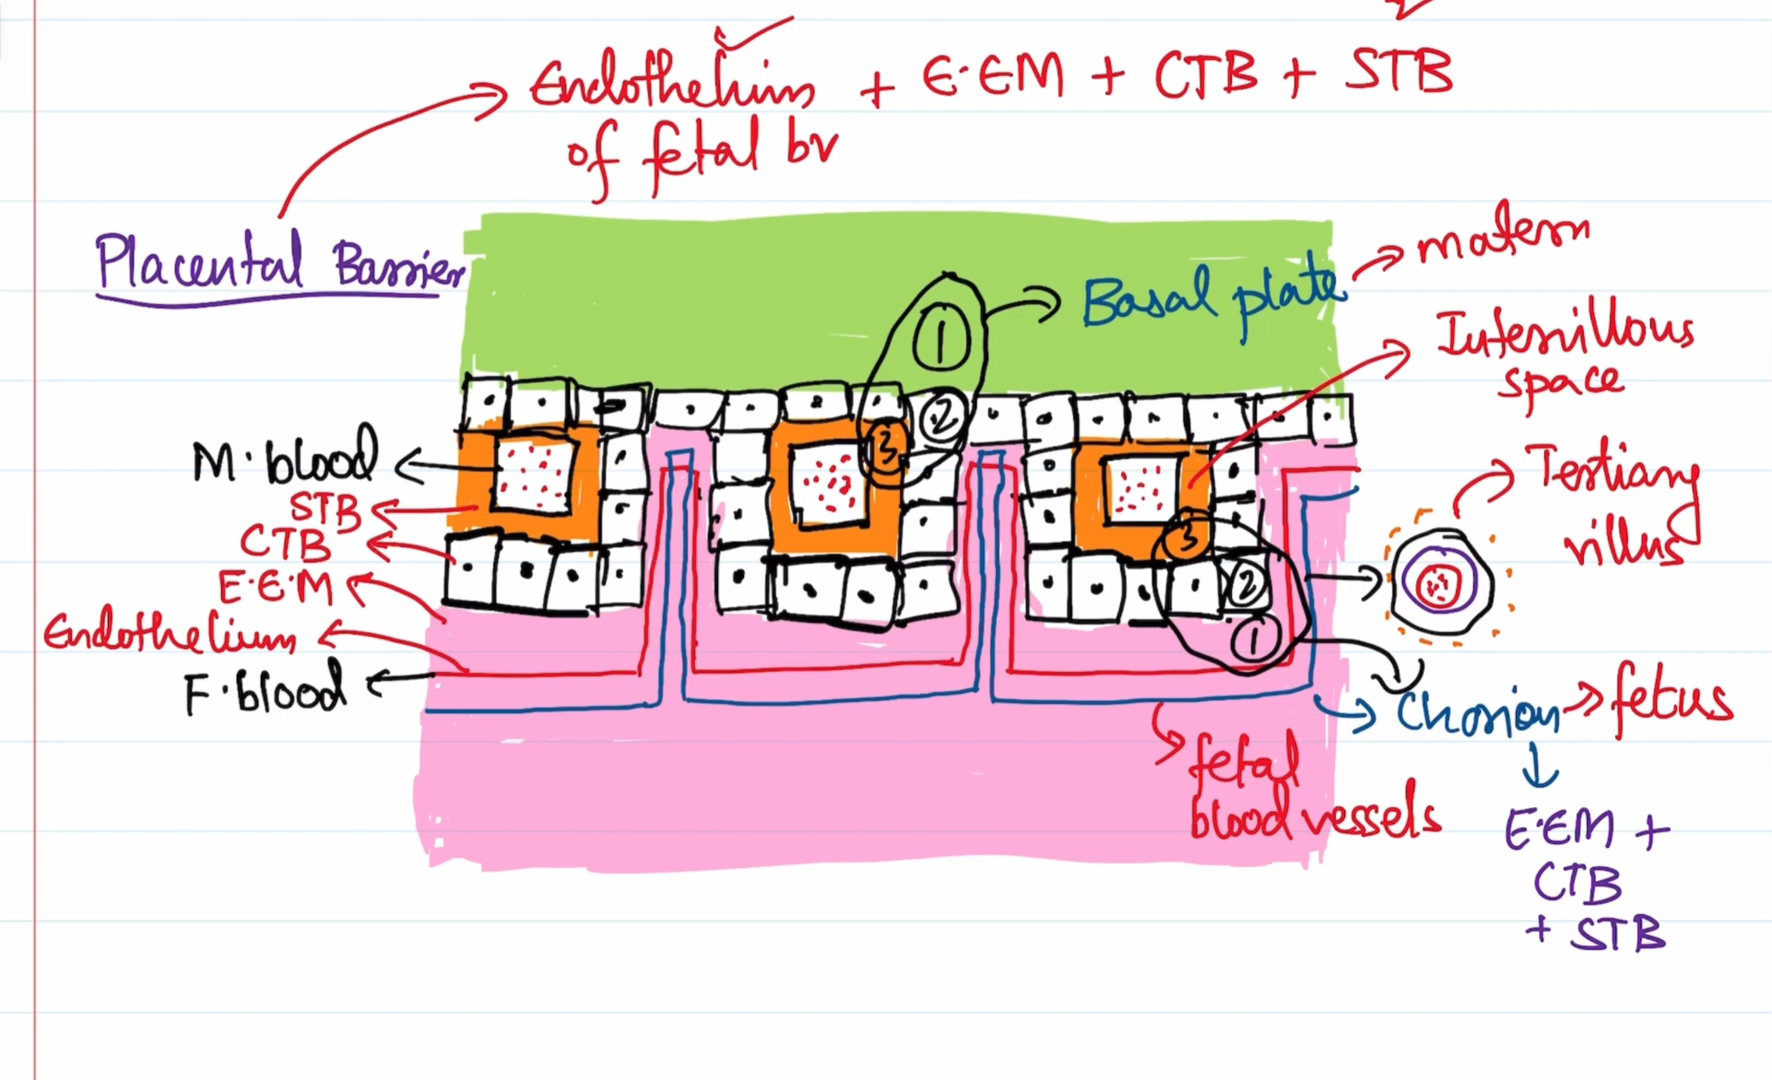 Endothelium + E.EM + CTB + STB
of fetal bv
Placental Barrier
matern
Basal plate
1
Intervillous
space
2
3
M.blood
STB
CTB
E.E.M
Endothelium
F.blood
Tertiary
villus
3
2
1
Chorion → fetus
fetal
blood vessels
E.EM +
CTB
+ STB